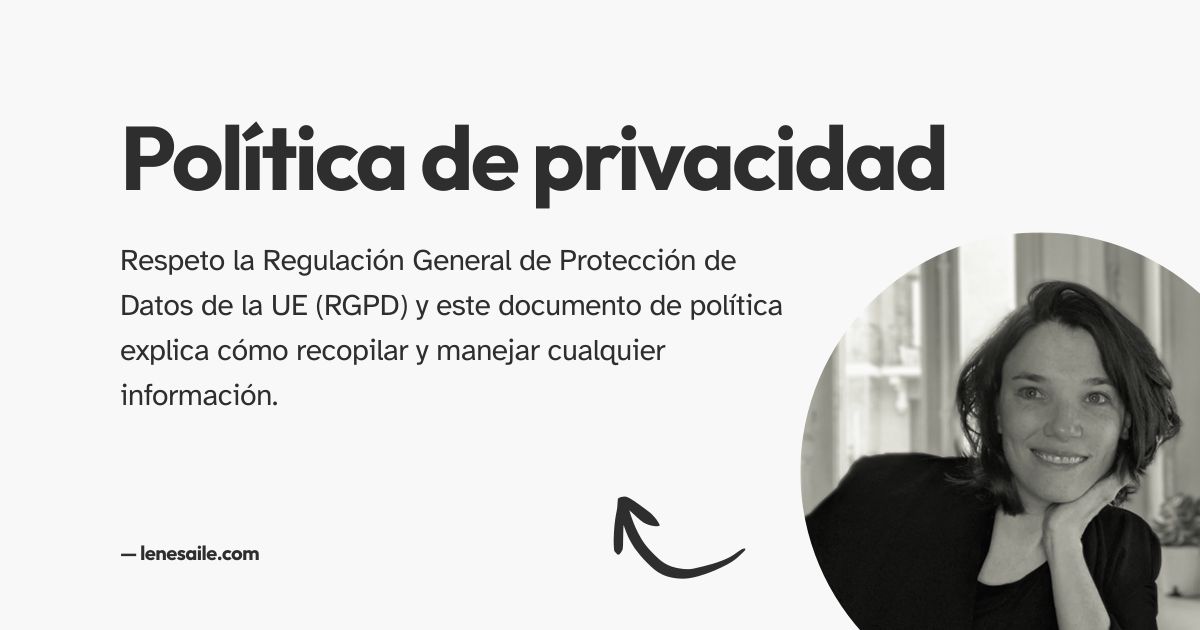 Política de privacidad
Respeto la Regulación General de Protección de
Datos de la UE (RGPD) y este documento de política
explica cómo recopilar y manejar cualquier
información.
— lenesaile.com